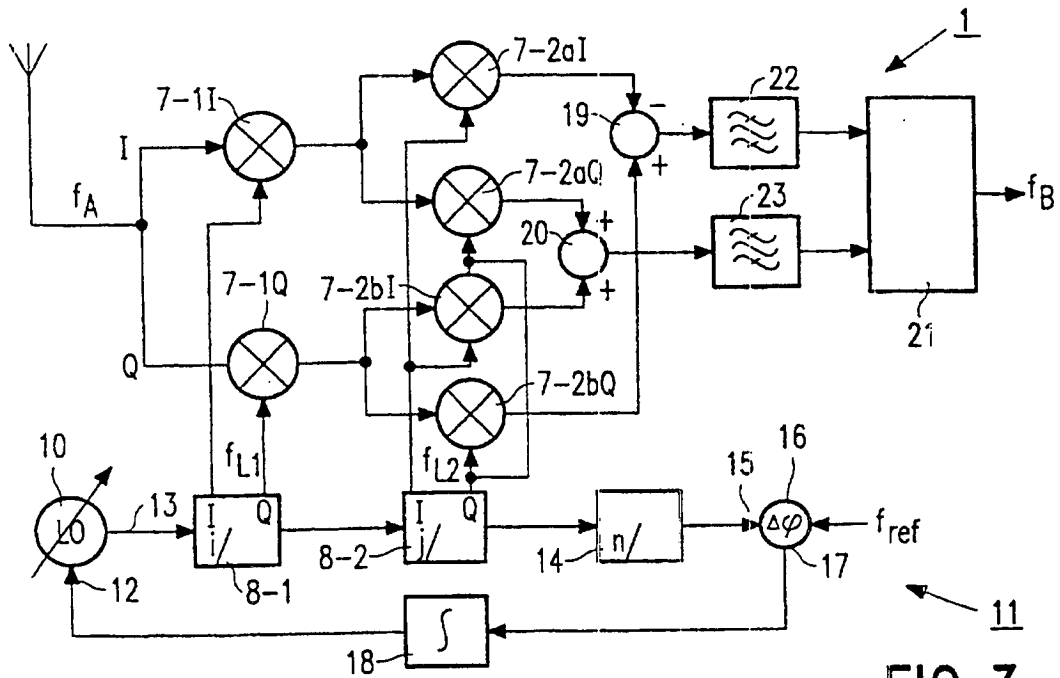 1
7-2aI
22
7-1I
19
−
+
I
7-2aQ
f_A
23
f_B
20
+
+
7-1Q
7-2bI
21
Q
7-2bQ
10
f_L1
f_L2
16
15
13
LO
I Q
i/
I Q
j/
n/
Δφ
f_ref
12
8-1
8-2
14
17
11
∫
18